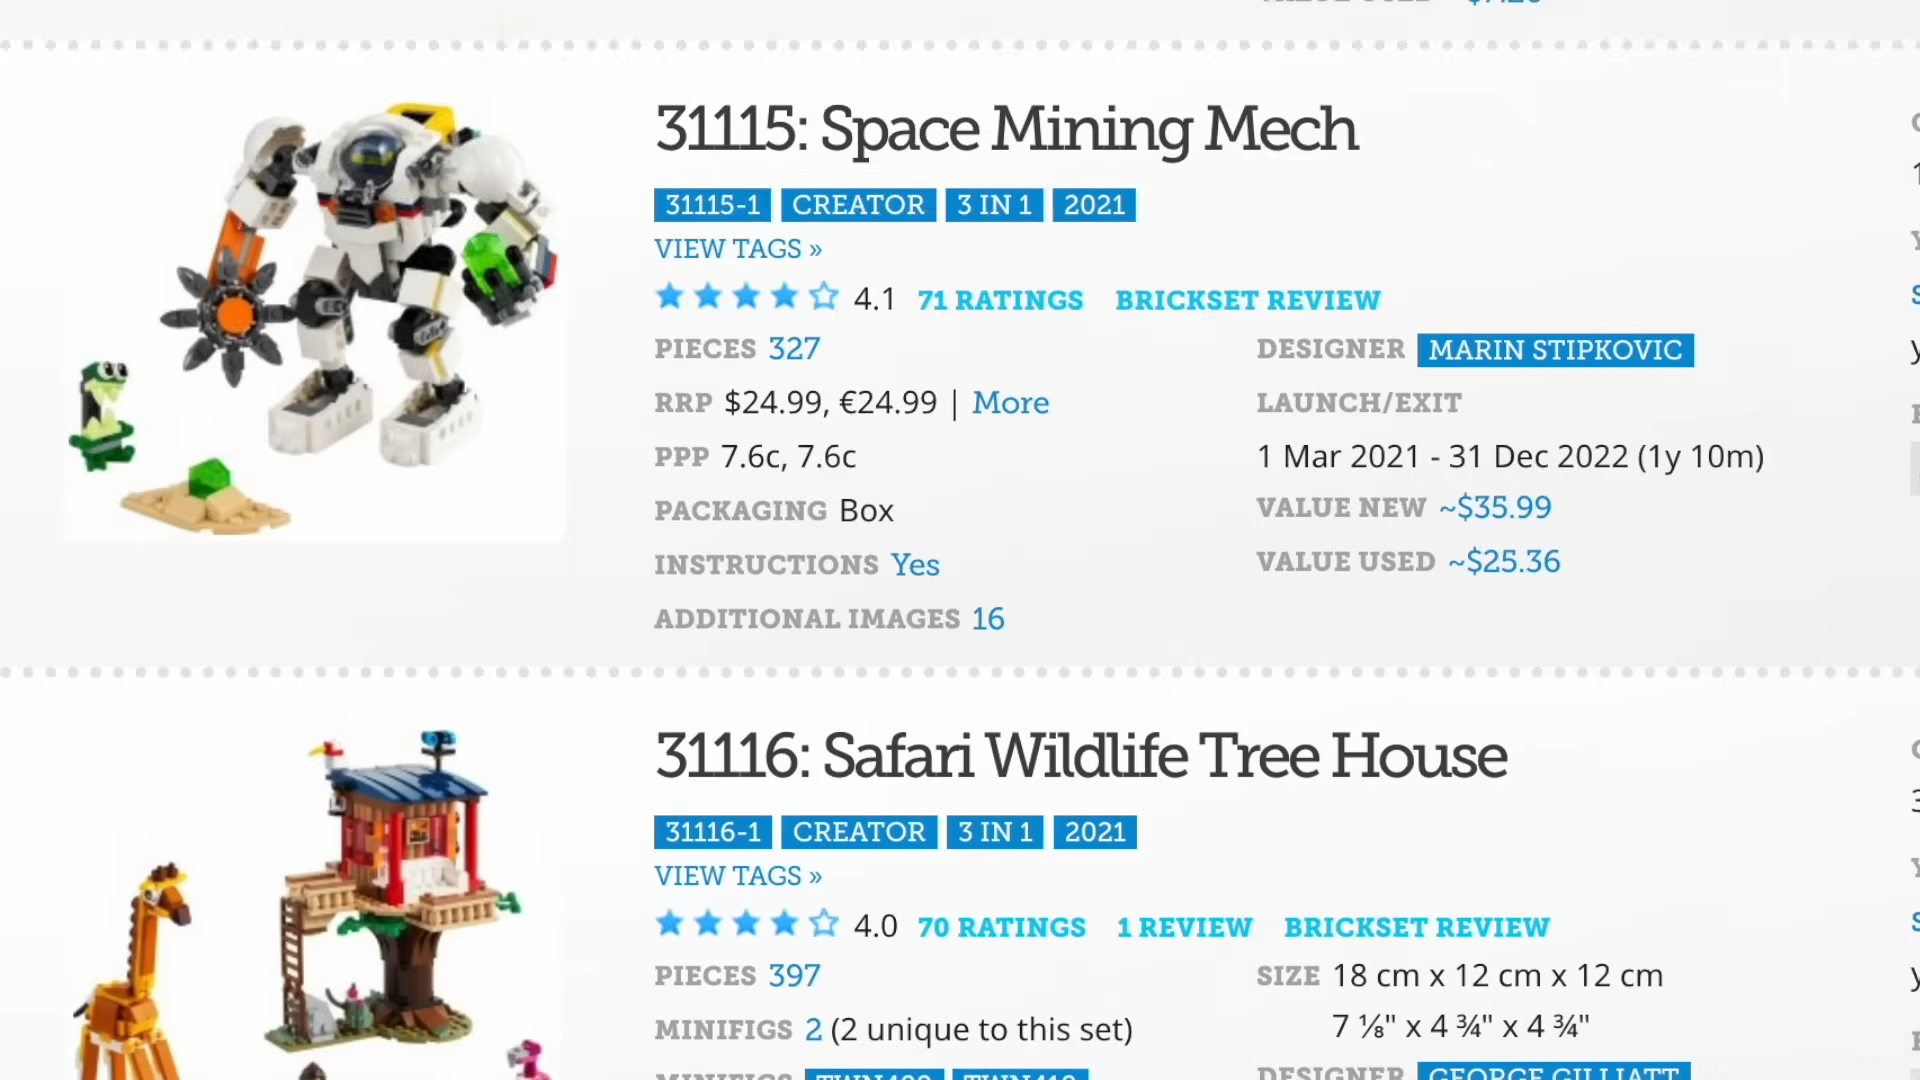 31115: Space Mining Mech
31115-1 CREATOR 3 IN 1 2021
VIEW TAGS »
4.1 71 RATINGS BRICKSET REVIEW
PIECES 327
DESIGNER MARIN STIPKOVIC
RRP $24.99, €24.99 | More
LAUNCH/EXIT
PPP 7.6c, 7.6c
1 Mar 2021 - 31 Dec 2022 (1y 10m)
PACKAGING Box
VALUE NEW ~$35.99
INSTRUCTIONS Yes
VALUE USED ~$25.36
ADDITIONAL IMAGES 16
31116: Safari Wildlife Tree House
31116-1 CREATOR 3 IN 1 2021
VIEW TAGS »
4.0 70 RATINGS 1 REVIEW BRICKSET REVIEW
PIECES 397
SIZE 18 cm x 12 cm x 12 cm
MINIFIGS 2 (2 unique to this set)
7 ⅛" x 4 ¾" x 4 ¾"
MINIFIGS
DESIGNER GEORGE GILLIATT